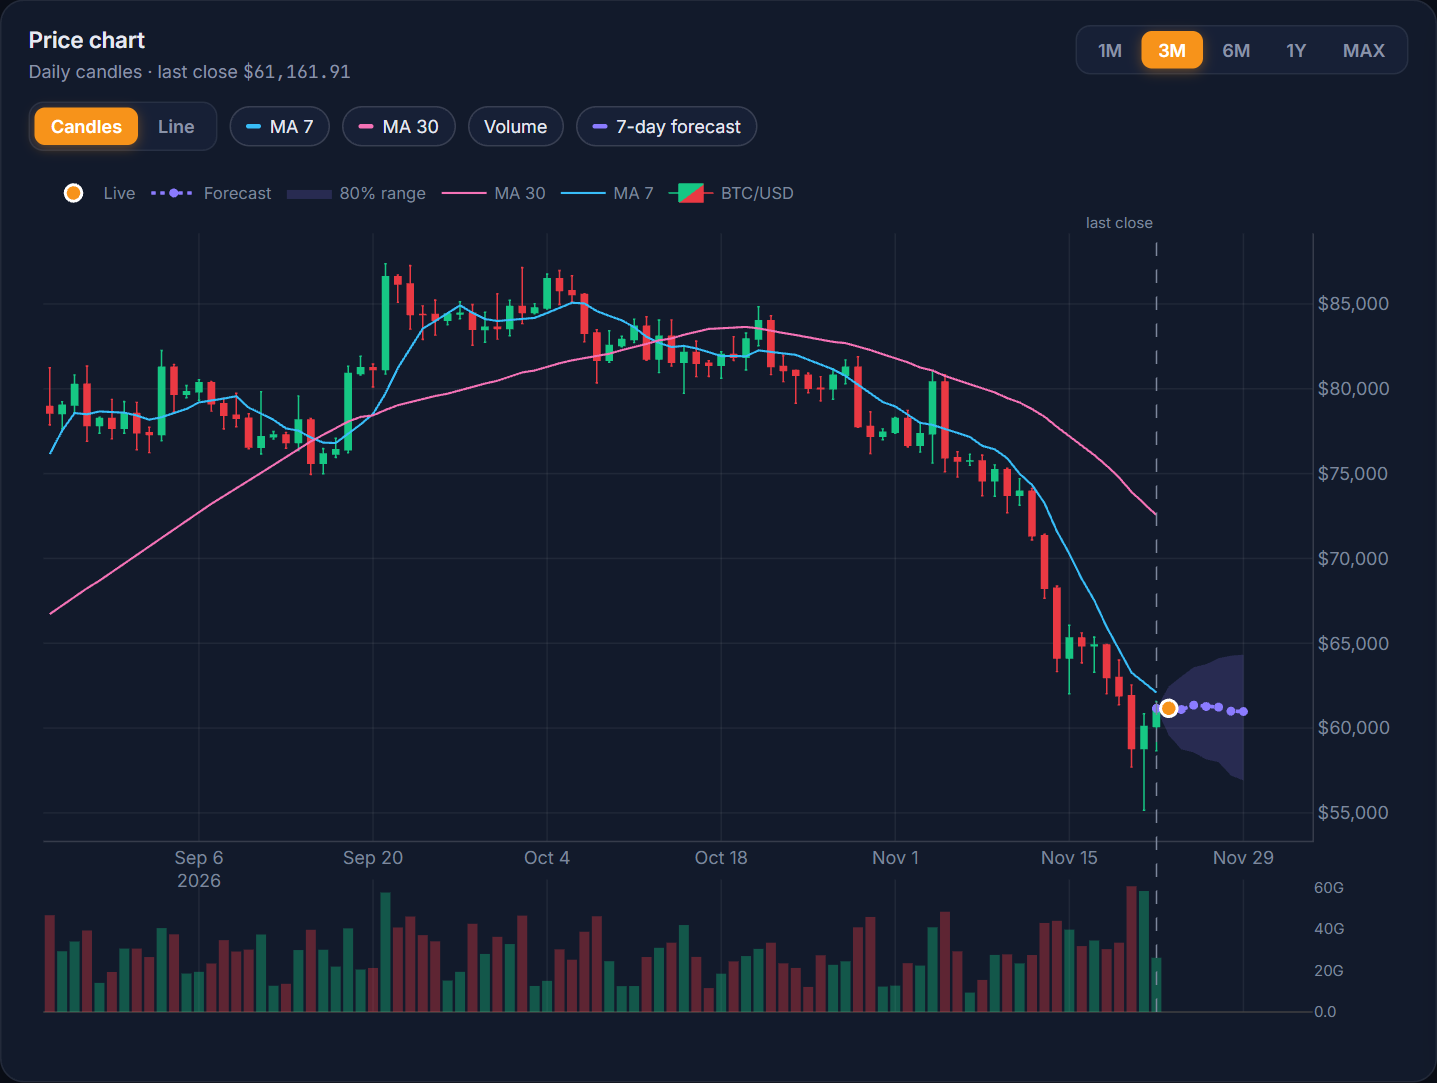 Price chart
Daily candles · last close $61,161.91
1M 3M 6M 1Y MAX
Candles Line MA 7 MA 30 Volume 7-day forecast
Live Forecast 80% range MA 30 MA 7 BTC/USD
last close
$85,000
$80,000
$75,000
$70,000
$65,000
$60,000
$55,000
Sep 6 Sep 20 Oct 4 Oct 18 Nov 1 Nov 15 Nov 29
2026
60G
40G
20G
0.0